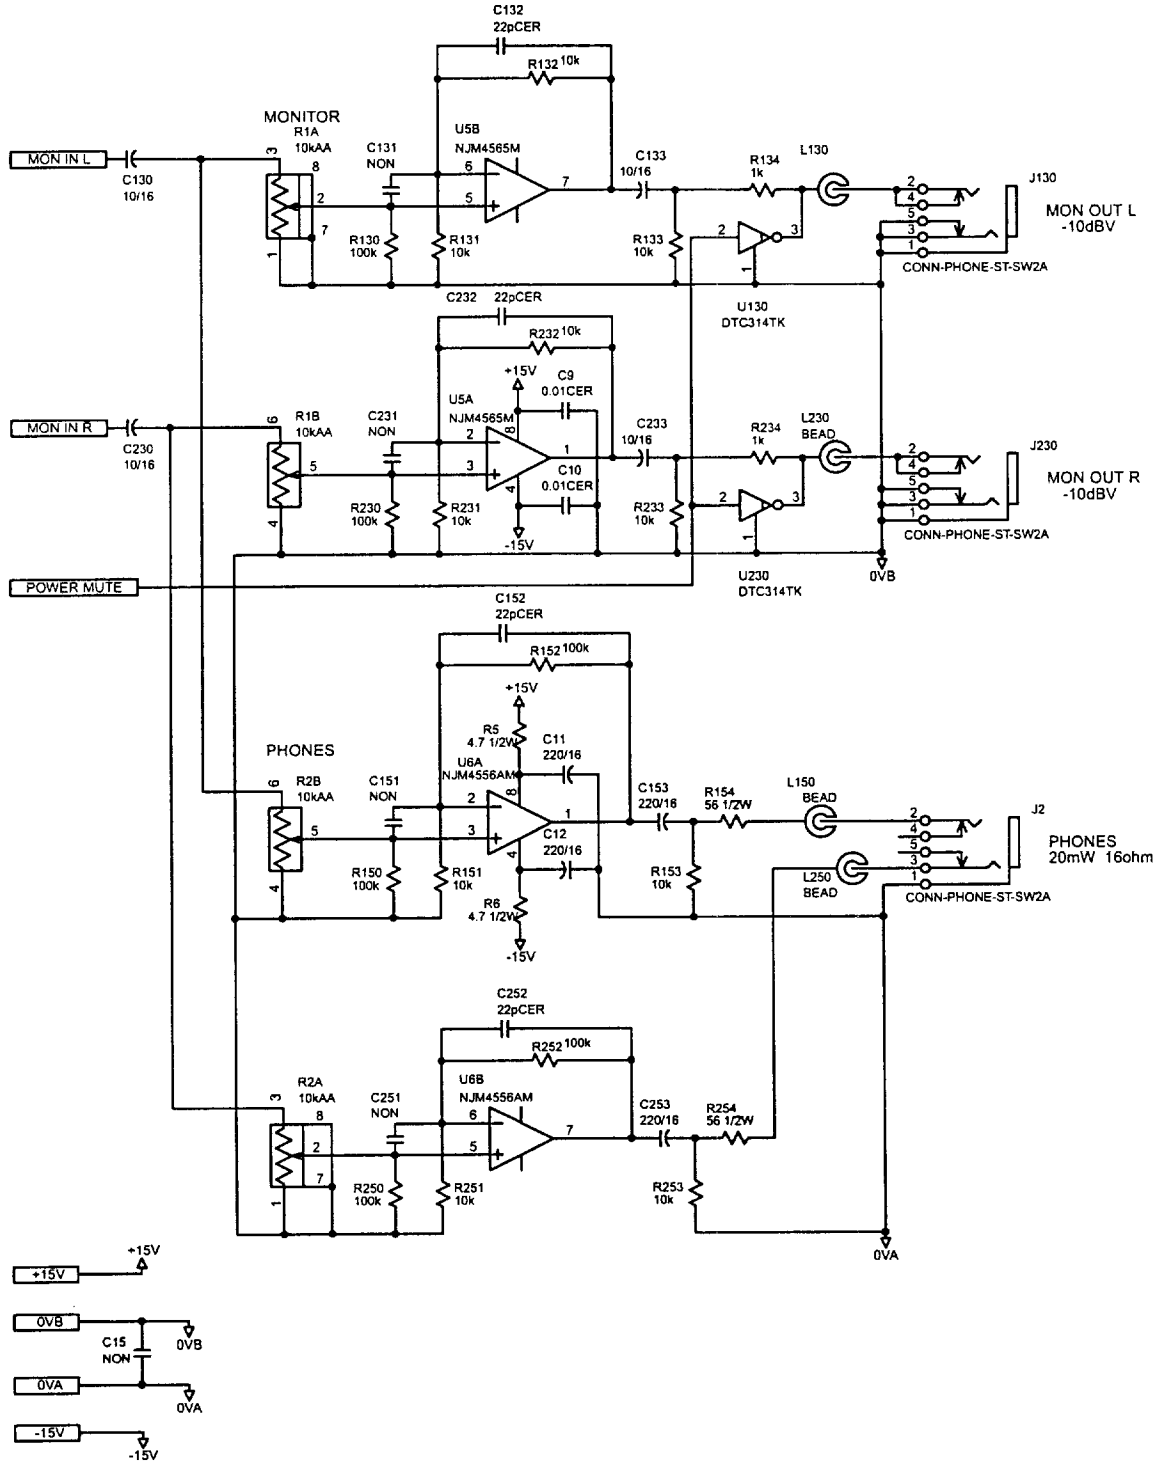 C132
22pCER
R132 10k
MONITOR
R1A
10kAA
MON IN L
C130
10/16
3
8
2
7
1
C131
NON
U5B
NJM4565M
6
5
7
R130
100k
R131
10k
C133
10/16
R133
10k
R134
1k
L130
2
3
1
U130
DTC314TK
2
4
5
3
1
J130
MON OUT L
-10dBV
CONN-PHONE-ST-SW2A
C232
22pCER
R232 10k
+15V
C9
0.01CER
U5A
NJM4565M
MON IN R
C230
10/16
R1B
10kAA
6
5
4
C231
NON
2
3
8
1
4
C10
0.01CER
-15V
R230
100k
R231
10k
C233
10/16
R233
10k
R234
1k
L230
BEAD
2
3
1
U230
DTC314TK
2
4
5
3
1
J230
MON OUT R
-10dBV
CONN-PHONE-ST-SW2A
0VB
POWER MUTE
C152
22pCER
R152 100k
+15V
R5
4.7 1/2W
C11
220/16
PHONES
R2B
10kAA
6
5
4
C151
NON
U6A
NJM4556AM
2
3
8
1
4
C12
220/16
R150
100k
R151
10k
R6
4.7 1/2W
-15V
C153
220/16
R153
10k
R154
56 1/2W
L150
BEAD
L250
BEAD
2
4
5
3
1
J2
PHONES
20mW 16ohm
CONN-PHONE-ST-SW2A
C252
22pCER
R252 100k
R2A
10kAA
3
8
2
7
1
C251
NON
U6B
NJM4556AM
6
5
7
R250
100k
R251
10k
C253
220/16
R254
56 1/2W
R253
10k
0VA
+15V
+15V
0VB
0VB
C15
NON
0VA
0VA
-15V
-15V